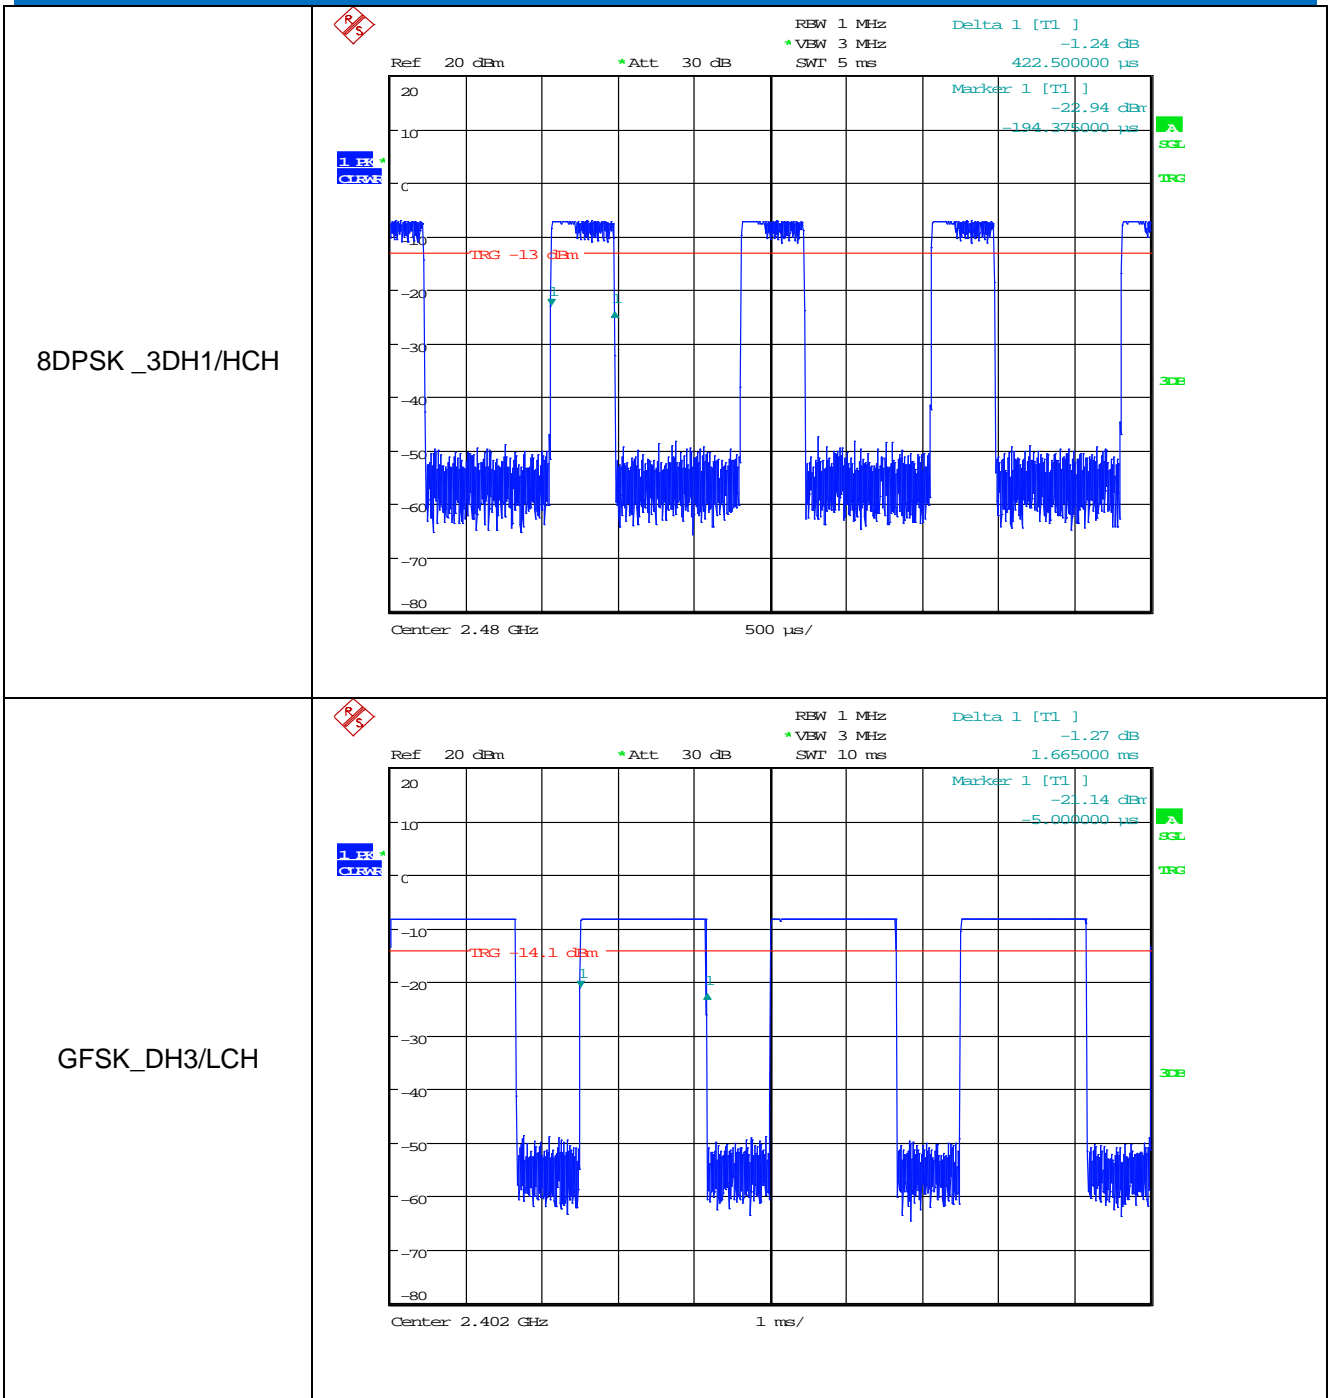 8DPSK _3DH1/HCH
R S
RBW 1 MHz
Delta 1 [T1 ]
*VBW 3 MHz
-1.24 dB
Ref 20 dBm
*Att 30 dB
SWT 5 ms
422.500000 µs
20
Marker 1 [T1 ]
-22.94 dBm
10
-194.375000 µs
A
SGL
1 PK *
CLRWR
0
TRG
-10
TRG -13 dBm
-20
1
1
-30
3DB
-40
-50
-60
-70
-80
Center 2.48 GHz
500 µs/
GFSK_DH3/LCH
R S
RBW 1 MHz
Delta 1 [T1 ]
*VBW 3 MHz
-1.27 dB
Ref 20 dBm
*Att 30 dB
SWT 10 ms
1.665000 ms
20
Marker 1 [T1 ]
-21.14 dBm
10
-5.000000 µs
A
SGL
1 PK *
CLRWR
0
TRG
-10
TRG -14.1 dBm
-20
1
1
-30
3DB
-40
-50
-60
-70
-80
Center 2.402 GHz
1 ms/